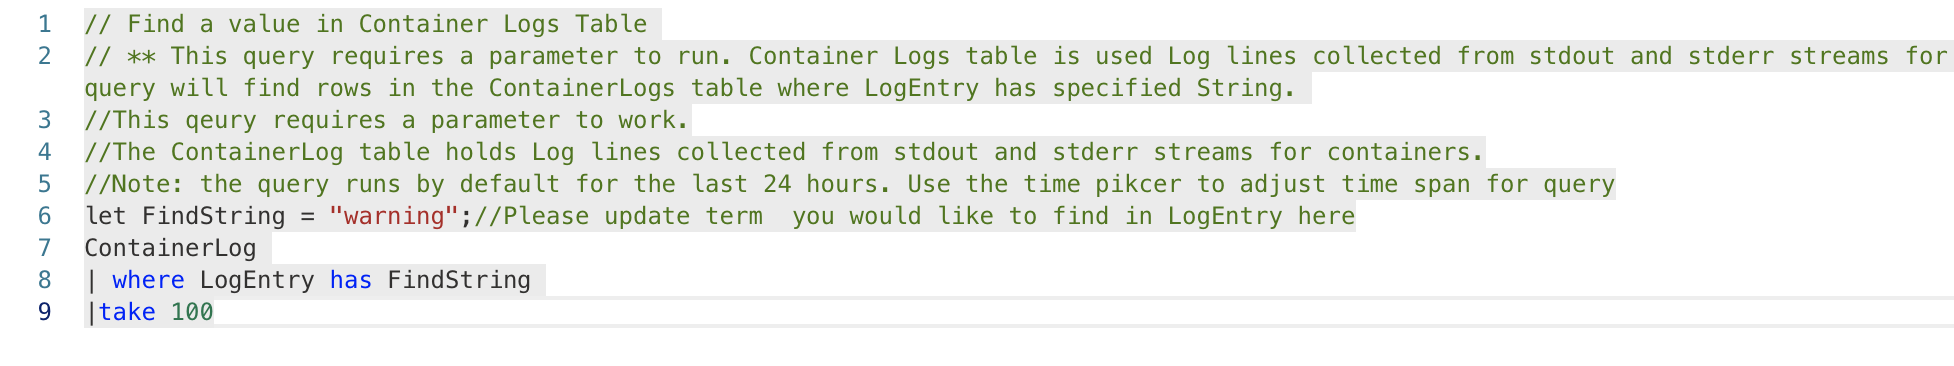 1 // Find a value in Container Logs Table
2 // ** This query requires a parameter to run. Container Logs table is used Log lines collected from stdout and stderr streams for
query will find rows in the ContainerLogs table where LogEntry has specified String.
3 //This qeury requires a parameter to work.
4 //The ContainerLog table holds Log lines collected from stdout and stderr streams for containers.
5 //Note: the query runs by default for the last 24 hours. Use the time pikcer to adjust time span for query
6 let FindString = "warning";//Please update term  you would like to find in LogEntry here
7 ContainerLog
8 | where LogEntry has FindString
9 |take 100